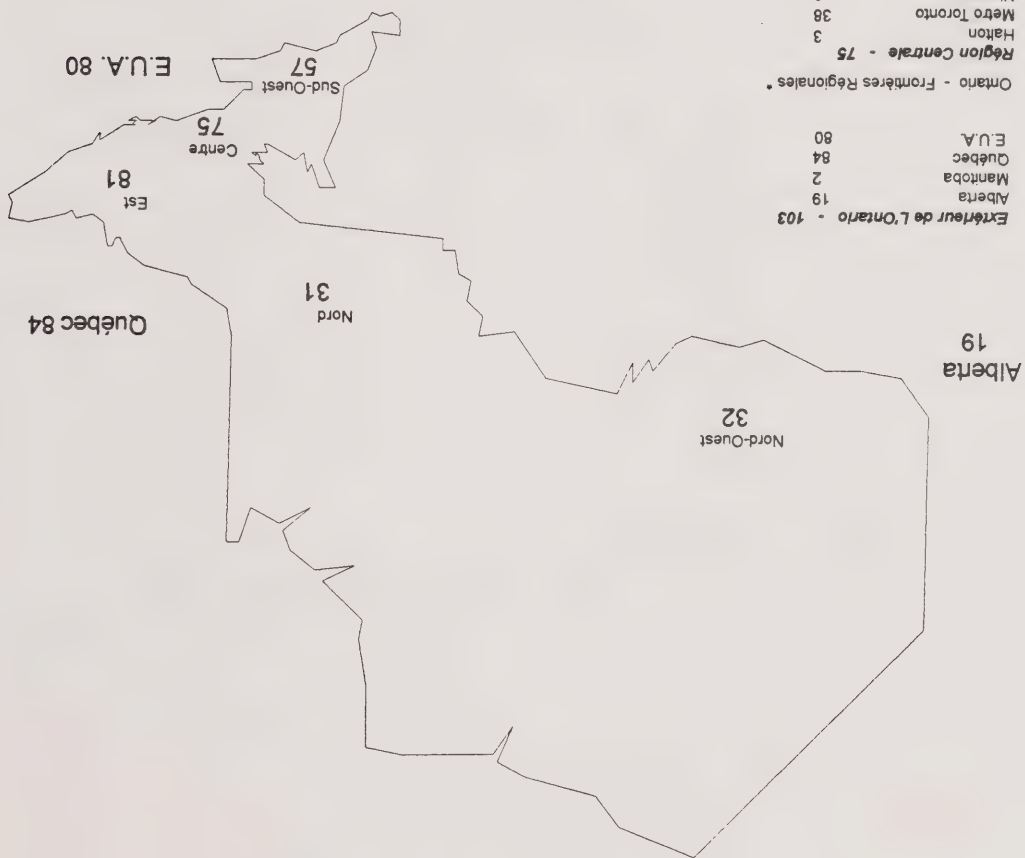 Nord-Ouest
32
Alberta
19
Nord
31
Québec 84
Est
81
Centre
75
Sud-Ouest
57
E.U.A. 80
Extérieur de L'Ontario - 103
Alberta 19
Manitoba 2
Québec 84
E.U.A. 80
Ontario - Frontières Régionales *
Région Centrale - 75
Halton 3
Metro Toronto 38